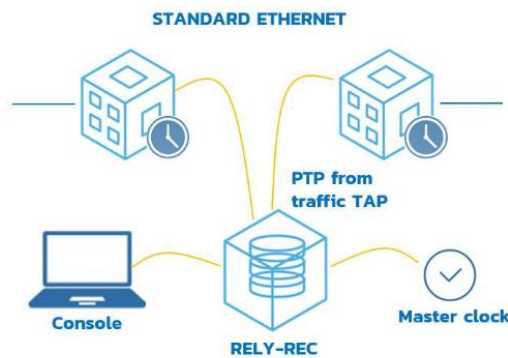 STANDARD ETHERNET
PTP from
traffic TAP
Console
Master clock
RELY-REC